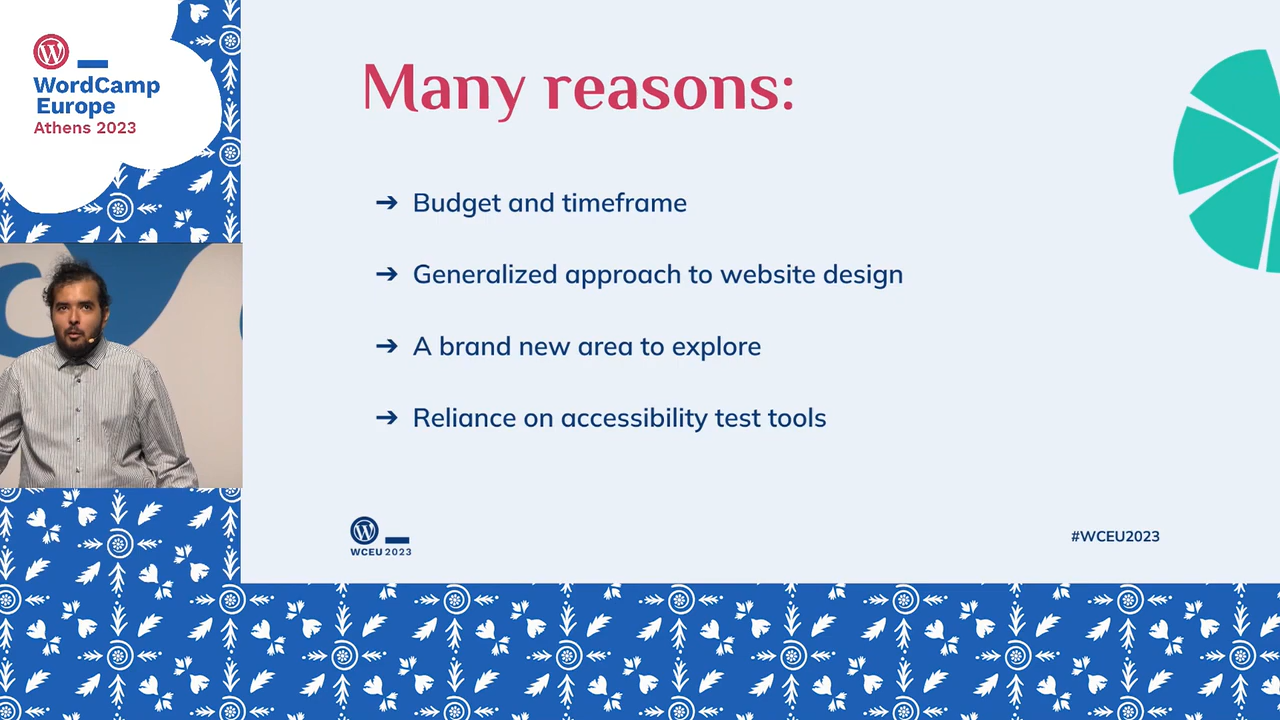 WordCamp
Europe
Athens 2023
Many reasons:
➔ Budget and timeframe
➔ Generalized approach to website design
➔ A brand new area to explore
➔ Reliance on accessibility test tools
WCEU 2023
#WCEU2023